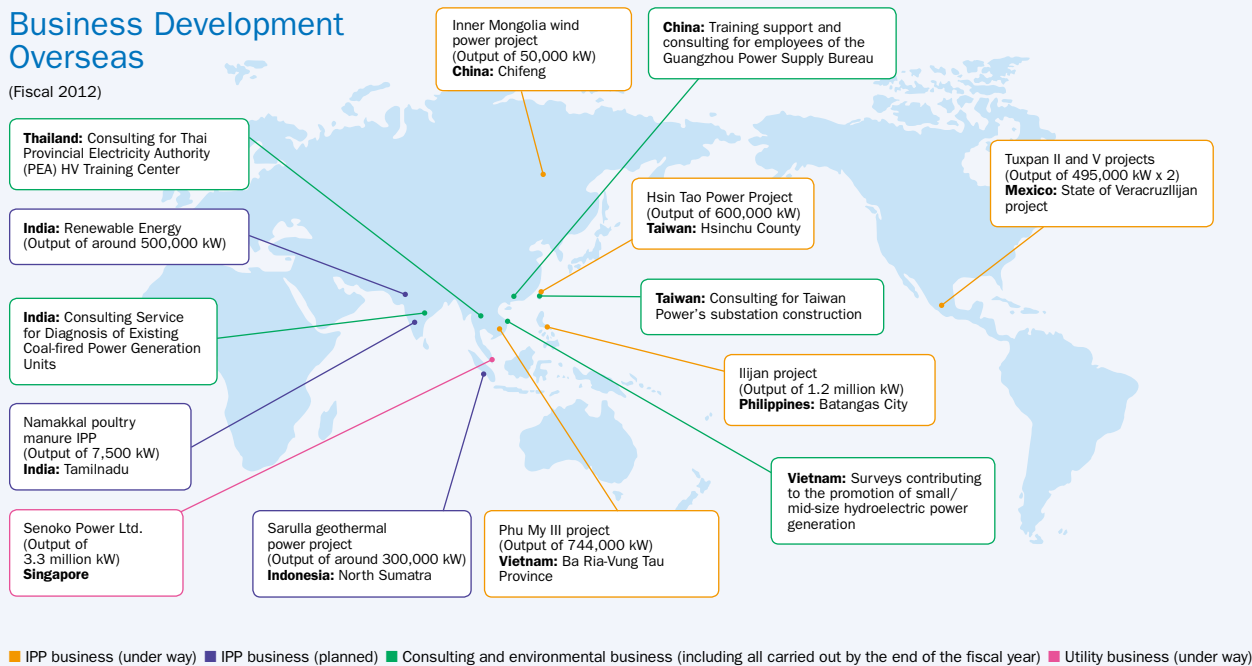 Business Development
Overseas
(Fiscal 2012)
Inner Mongolia wind
power project
(Output of 50,000 kW)
China: Chifeng
China: Training support and
consulting for employees of the
Guangzhou Power Supply Bureau
Thailand: Consulting for Thai
Provincial Electricity Authority
(PEA) HV Training Center
Tuxpan II and V projects
(Output of 495,000 kW x 2)
Mexico: State of VeracruzIlijan
project
Hsin Tao Power Project
(Output of 600,000 kW)
Taiwan: Hsinchu County
India: Renewable Energy
(Output of around 500,000 kW)
Taiwan: Consulting for Taiwan
Power's substation construction
India: Consulting Service
for Diagnosis of Existing
Coal-fired Power Generation
Units
Ilijan project
(Output of 1.2 million kW)
Philippines: Batangas City
Namakkal poultry
manure IPP
(Output of 7,500 kW)
India: Tamilnadu
Vietnam: Surveys contributing
to the promotion of small/
mid-size hydroelectric power
generation
Senoko Power Ltd.
(Output of
3.3 million kW)
Singapore
Sarulla geothermal
power project
(Output of around 300,000 kW)
Indonesia: North Sumatra
Phu My III project
(Output of 744,000 kW)
Vietnam: Ba Ria-Vung Tau
Province
IPP business (under way) IPP business (planned) Consulting and environmental business (including all carried out by the end of the fiscal year) Utility business (under way)